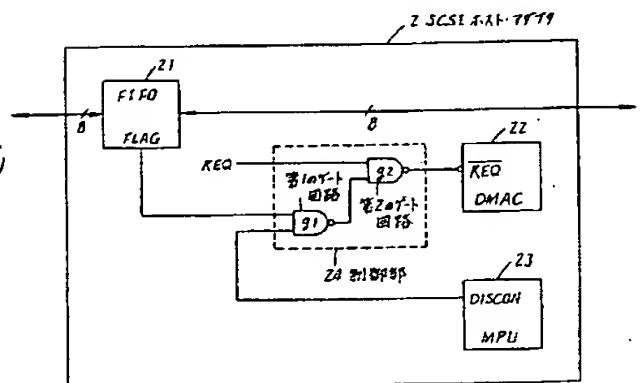 2 SCSI ホスト・アダプタ
21
FIFO
FLAG
8
8
22
REQ
DMAC
REQ
g2
第1のゲート
回路
g1
第2のゲート
回路
24 制御部
23
DISCON
MPU